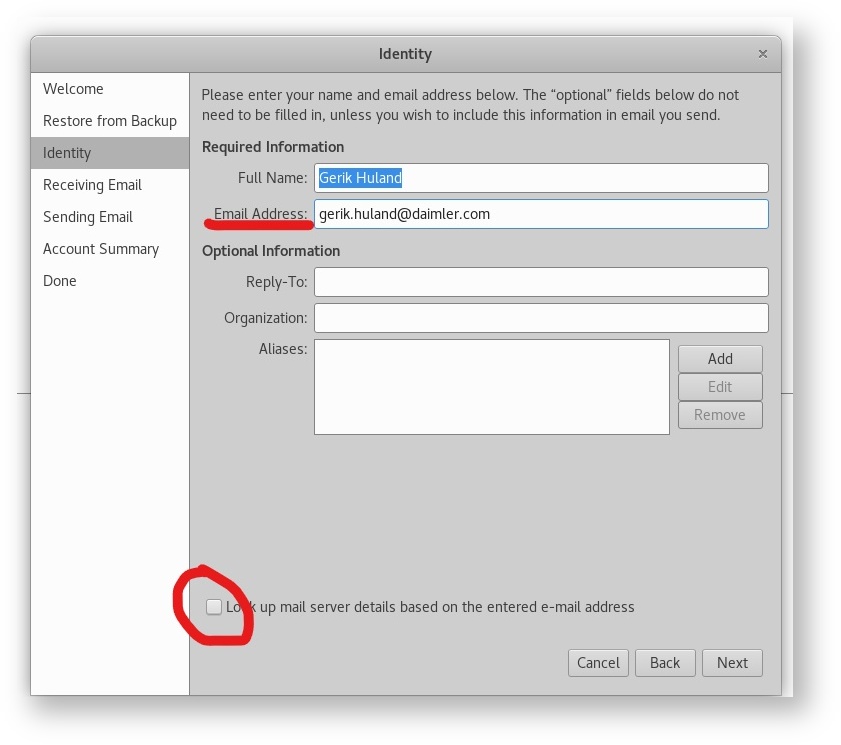 Identity
Welcome
Restore from Backup
Identity
Receiving Email
Sending Email
Account Summary
Done
Please enter your name and email address below. The “optional” fields below do not
need to be filled in, unless you wish to include this information in email you send.
Required Information
Full Name: Gerik Huland
Email Address: gerik.huland@daimler.com
Optional Information
Reply-To:
Organization:
Aliases:
Add
Edit
Remove
Look up mail server details based on the entered e-mail address
Cancel Back Next